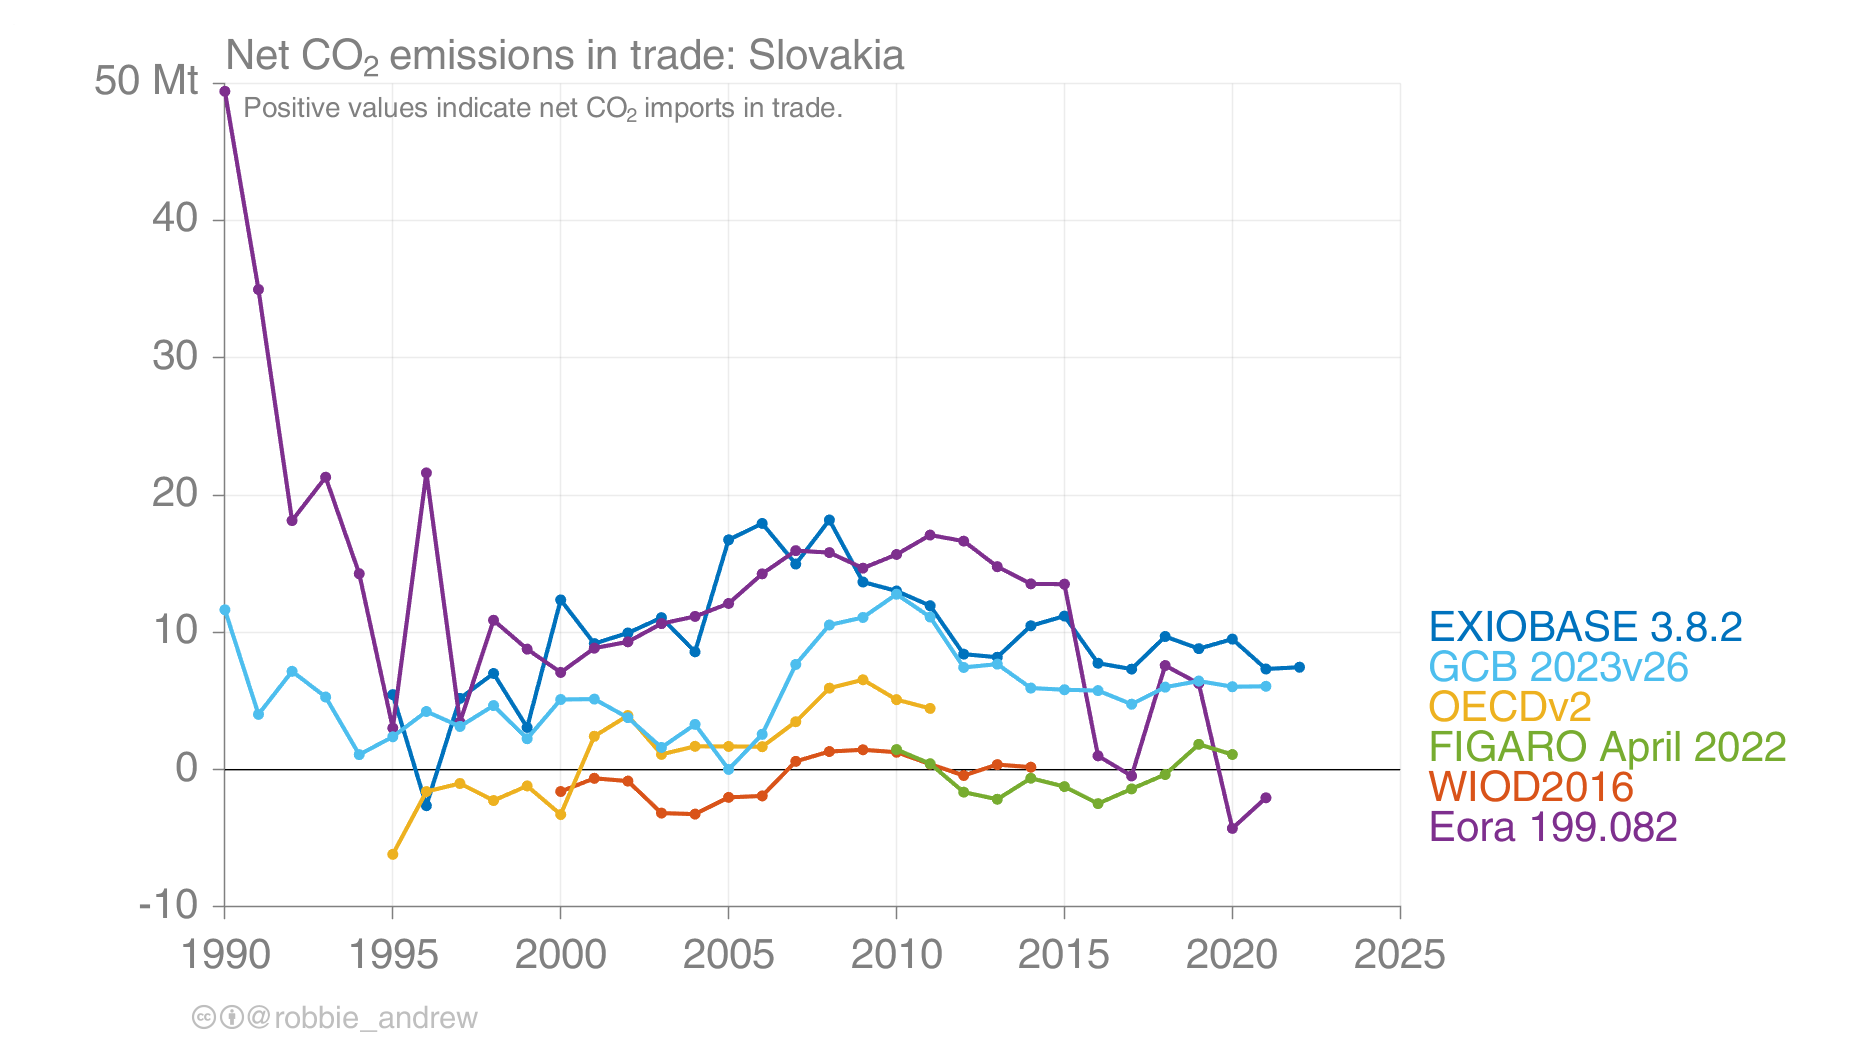 Net CO₂ emissions in trade: Slovakia
Positive values indicate net CO₂ imports in trade.
50 Mt
40
30
20
10
0
-10
1990 1995 2000 2005 2010 2015 2020 2025
EXIOBASE 3.8.2
GCB 2023v26
OECDv2
FIGARO April 2022
WIOD2016
Eora 199.082
cc @robbie_andrew